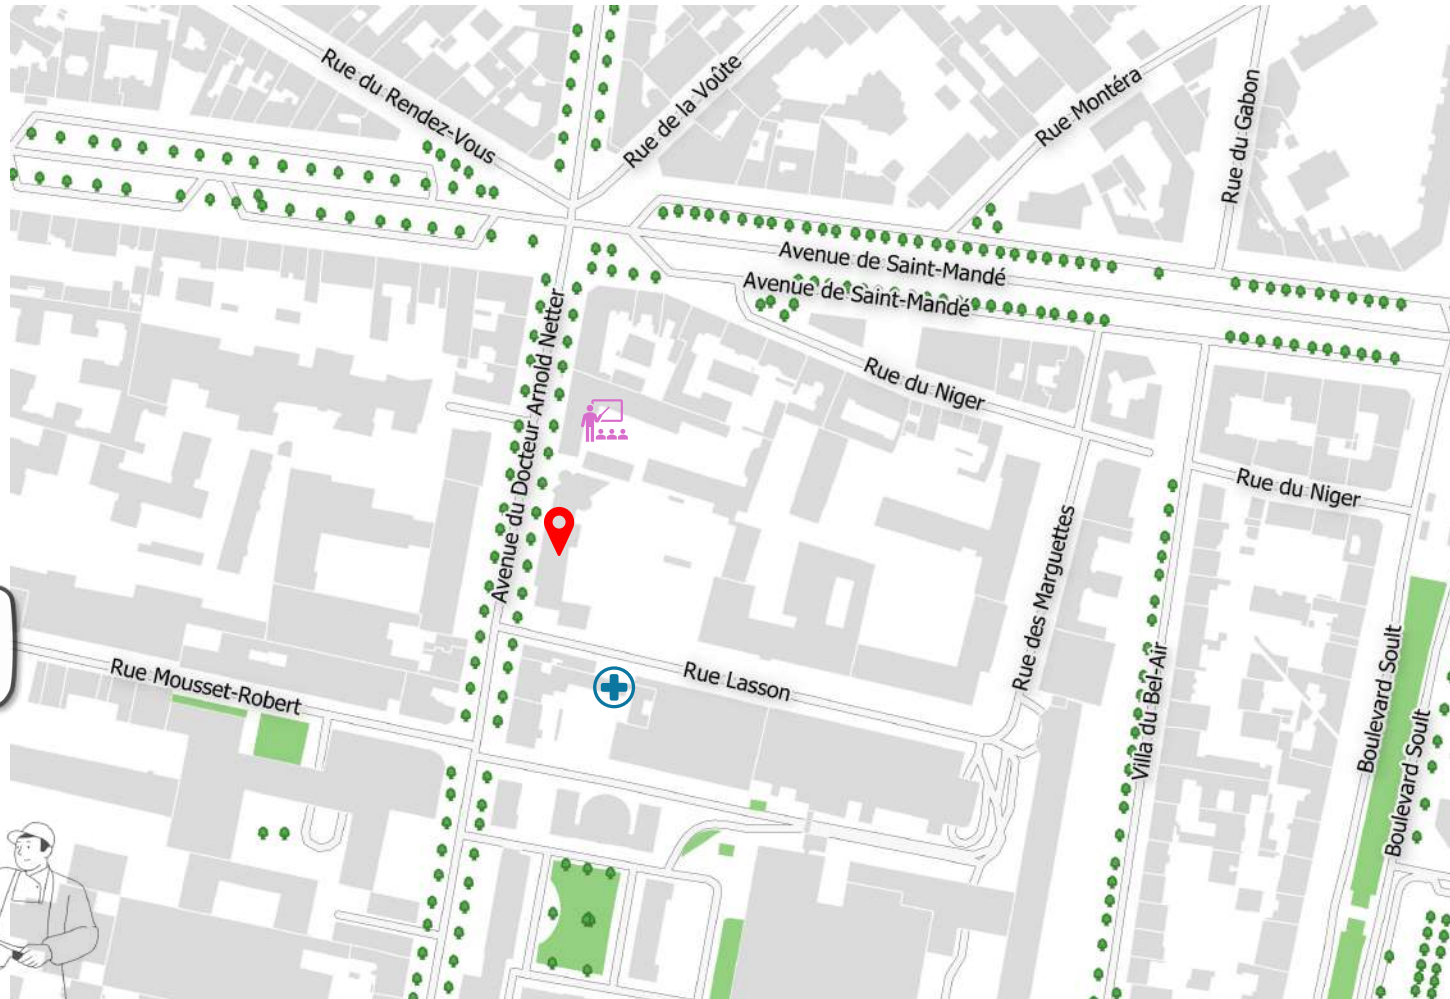 Rue du Rendez-Vous
Rue de la Voûte
Rue Montéra
Rue du Gabon
Avenue de Saint-Mandé
Avenue de Saint-Mandé
Avenue du Docteur Arnold Netter
Rue du Niger
Rue du Niger
Rue des Marguettes
Rue Mousset-Robert
Rue Lasson
Villa du Bel-Air
Boulevard Soult
Boulevard Soult